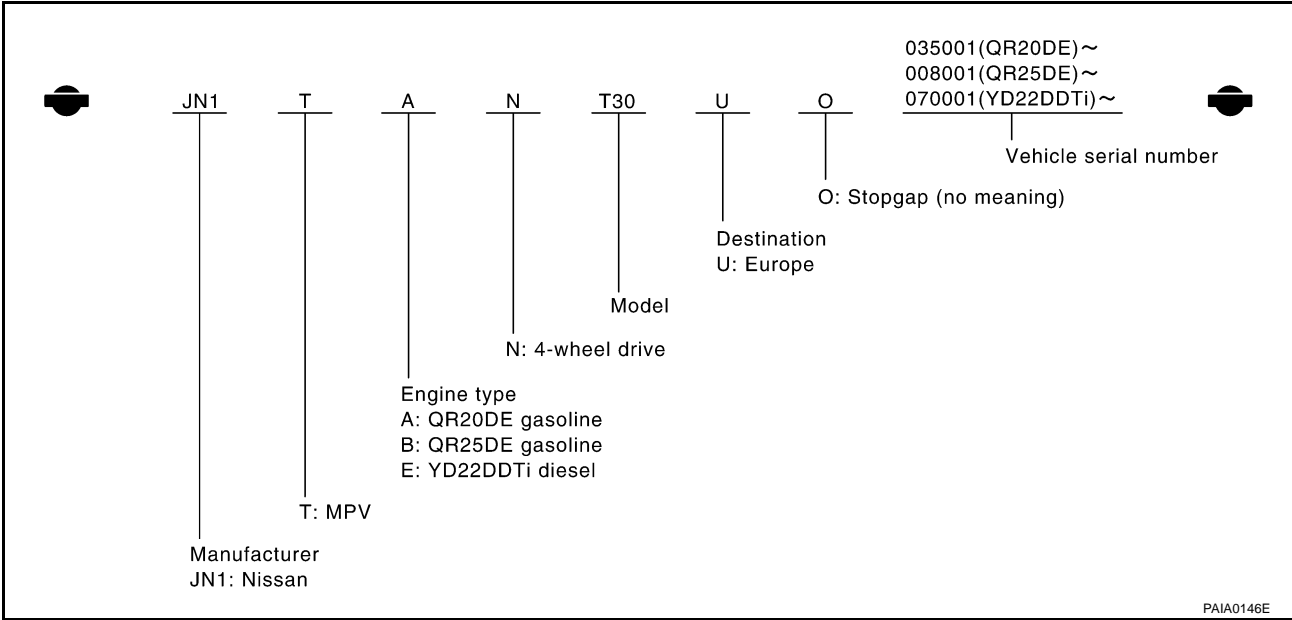 035001(QR20DE)～
008001(QR25DE)～
JN1 T A N T30 U O 070001(YD22DDTi)～
Vehicle serial number
O: Stopgap (no meaning)
Destination
U: Europe
Model
N: 4-wheel drive
Engine type
A: QR20DE gasoline
B: QR25DE gasoline
E: YD22DDTi diesel
T: MPV
Manufacturer
JN1: Nissan
PAIA0146E